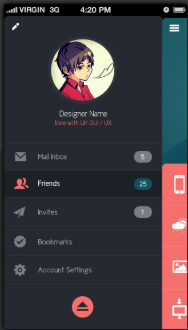 VIRGIN 3G 4:20 PM
Designer Name
love with UI/ GUI / UX
Mail Inbox 5
Friends 25
Invites 1
Bookmarks
Account Settings